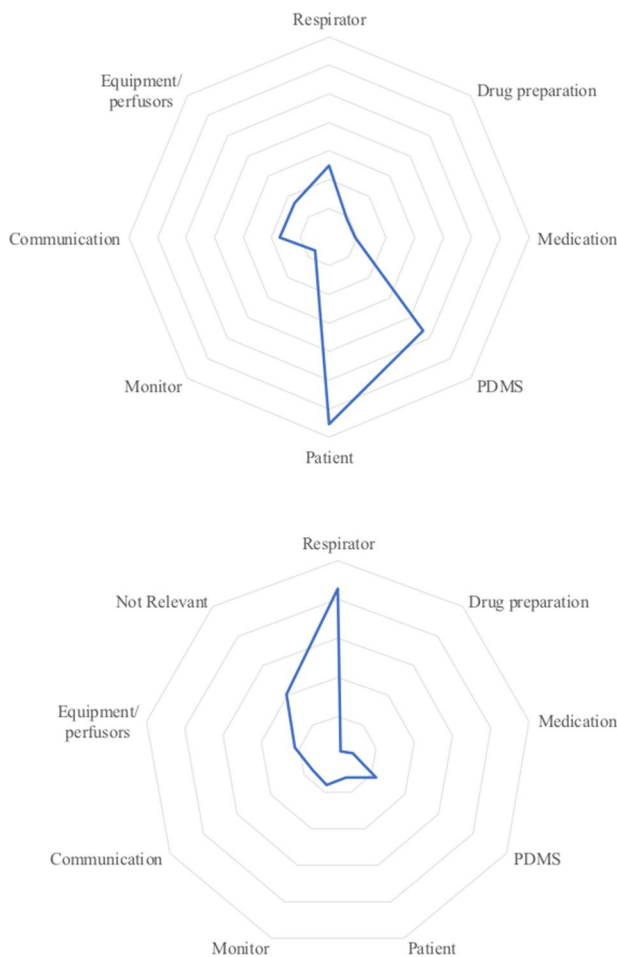 Respirator
Equipment/
perfusors
Drug preparation
Communication
Medication
Monitor
PDMS
Patient
Respirator
Not Relevant
Drug preparation
Equipment/
perfusors
Medication
Communication
PDMS
Monitor
Patient